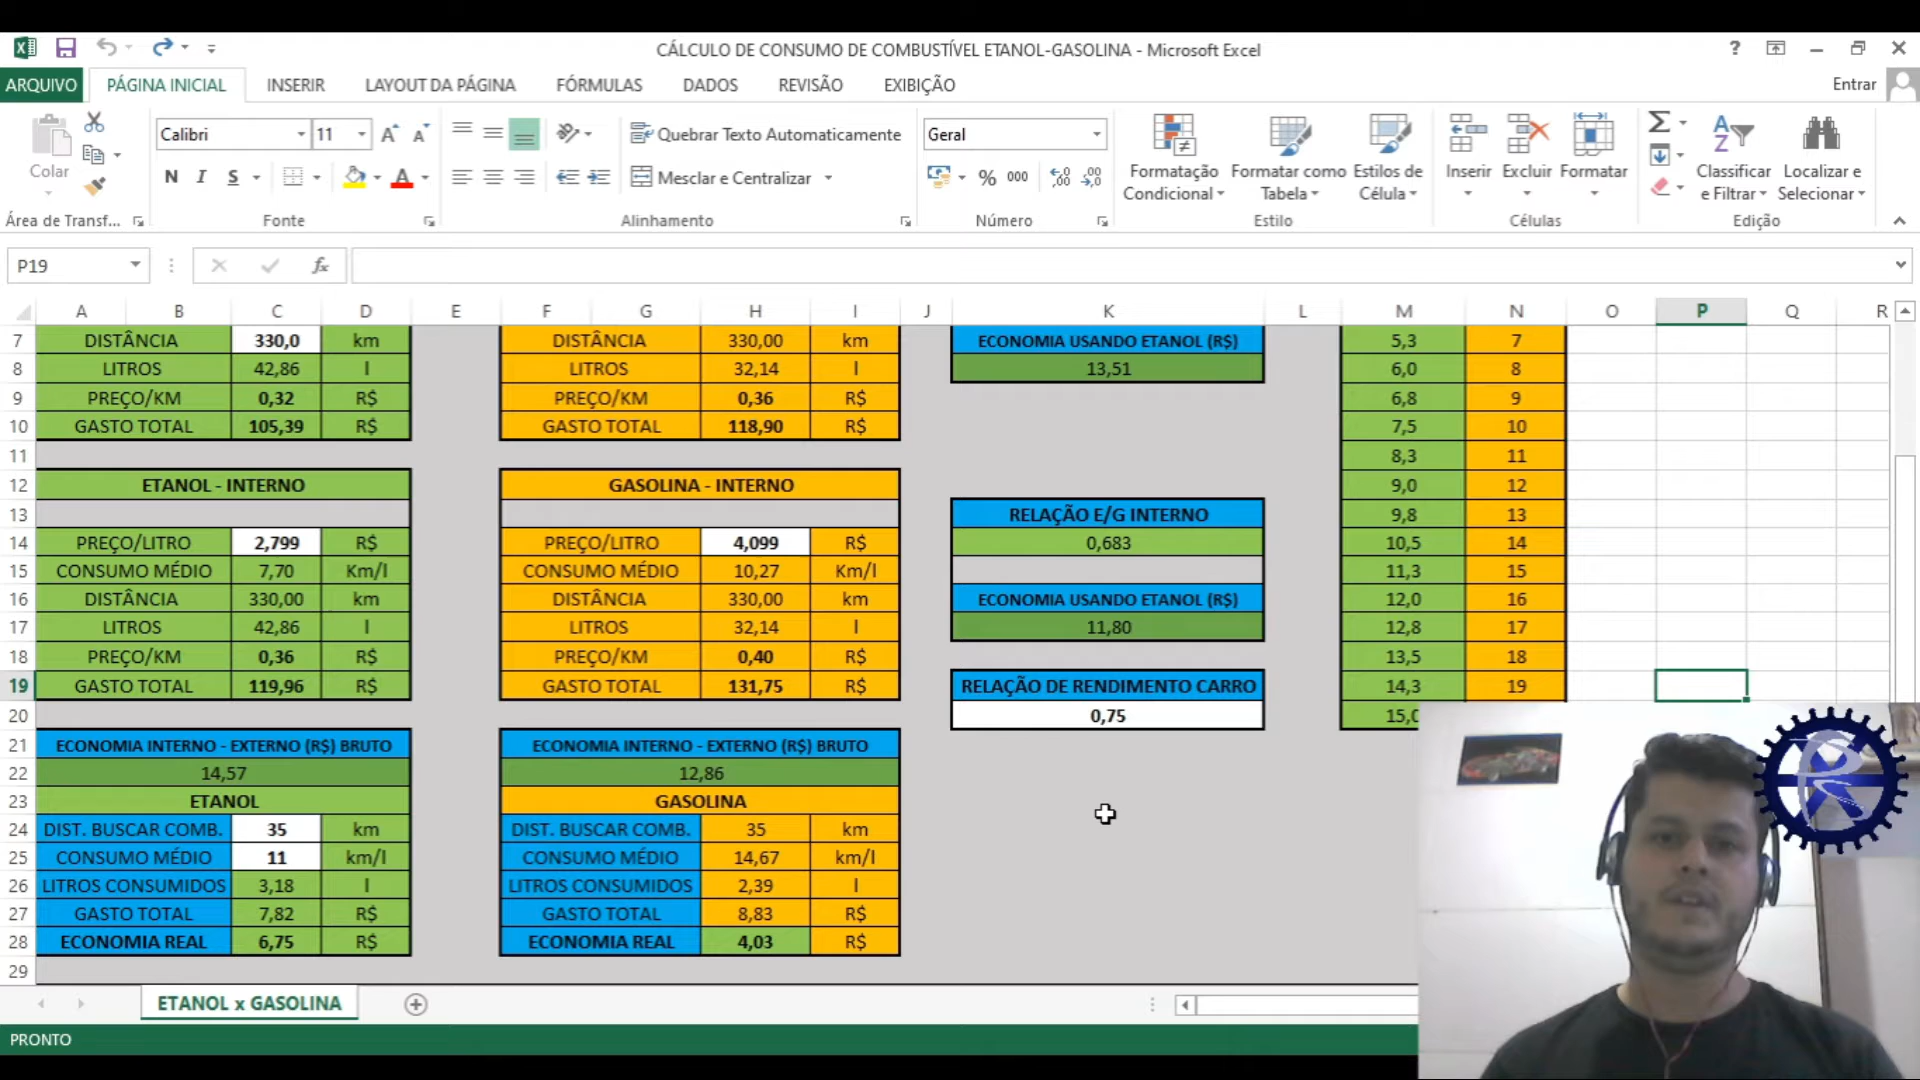 CÁLCULO DE CONSUMO DE COMBUSTÍVEL ETANOL-GASOLINA - Microsoft Excel
ARQUIVO PÁGINA INICIAL INSERIR LAYOUT DA PÁGINA FÓRMULAS DADOS REVISÃO EXIBIÇÃO Entrar
Calibri 11 Quebrar Texto Automaticamente Geral
Colar N I S Mesclar e Centralizar % 000
Formatação Condicional Formatar como Tabela Estilos de Célula Inserir Excluir Formatar Classificar e Filtrar Localizar e Selecionar
Área de Transf... Fonte Alinhamento Número Estilo Células Edição
P19 fx
A B C D E F G H I J K L M N O P Q R
7 DISTÂNCIA 330,0 km DISTÂNCIA 330,00 km ECONOMIA USANDO ETANOL (R$) 5,3 7
8 LITROS 42,86 l LITROS 32,14 l 13,51 6,0 8
9 PREÇO/KM 0,32 R$ PREÇO/KM 0,36 R$ 6,8 9
10 GASTO TOTAL 105,39 R$ GASTO TOTAL 118,90 R$ 7,5 10
11 8,3 11
12 ETANOL - INTERNO GASOLINA - INTERNO 9,0 12
13 RELAÇÃO E/G INTERNO 9,8 13
14 PREÇO/LITRO 2,799 R$ PREÇO/LITRO 4,099 R$ 0,683 10,5 14
15 CONSUMO MÉDIO 7,70 Km/l CONSUMO MÉDIO 10,27 Km/l 11,3 15
16 DISTÂNCIA 330,00 km DISTÂNCIA 330,00 km ECONOMIA USANDO ETANOL (R$) 12,0 16
17 LITROS 42,86 l LITROS 32,14 l 11,80 12,8 17
18 PREÇO/KM 0,36 R$ PREÇO/KM 0,40 R$ 13,5 18
19 GASTO TOTAL 119,96 R$ GASTO TOTAL 131,75 R$ RELAÇÃO DE RENDIMENTO CARRO 14,3 19
20 0,75 15,0
21 ECONOMIA INTERNO - EXTERNO (R$) BRUTO ECONOMIA INTERNO - EXTERNO (R$) BRUTO
22 14,57 12,86
23 ETANOL GASOLINA
24 DIST. BUSCAR COMB. 35 km DIST. BUSCAR COMB. 35 km
25 CONSUMO MÉDIO 11 km/l CONSUMO MÉDIO 14,67 km/l
26 LITROS CONSUMIDOS 3,18 l LITROS CONSUMIDOS 2,39 l
27 GASTO TOTAL 7,82 R$ GASTO TOTAL 8,83 R$
28 ECONOMIA REAL 6,75 R$ ECONOMIA REAL 4,03 R$
29
ETANOL x GASOLINA
PRONTO